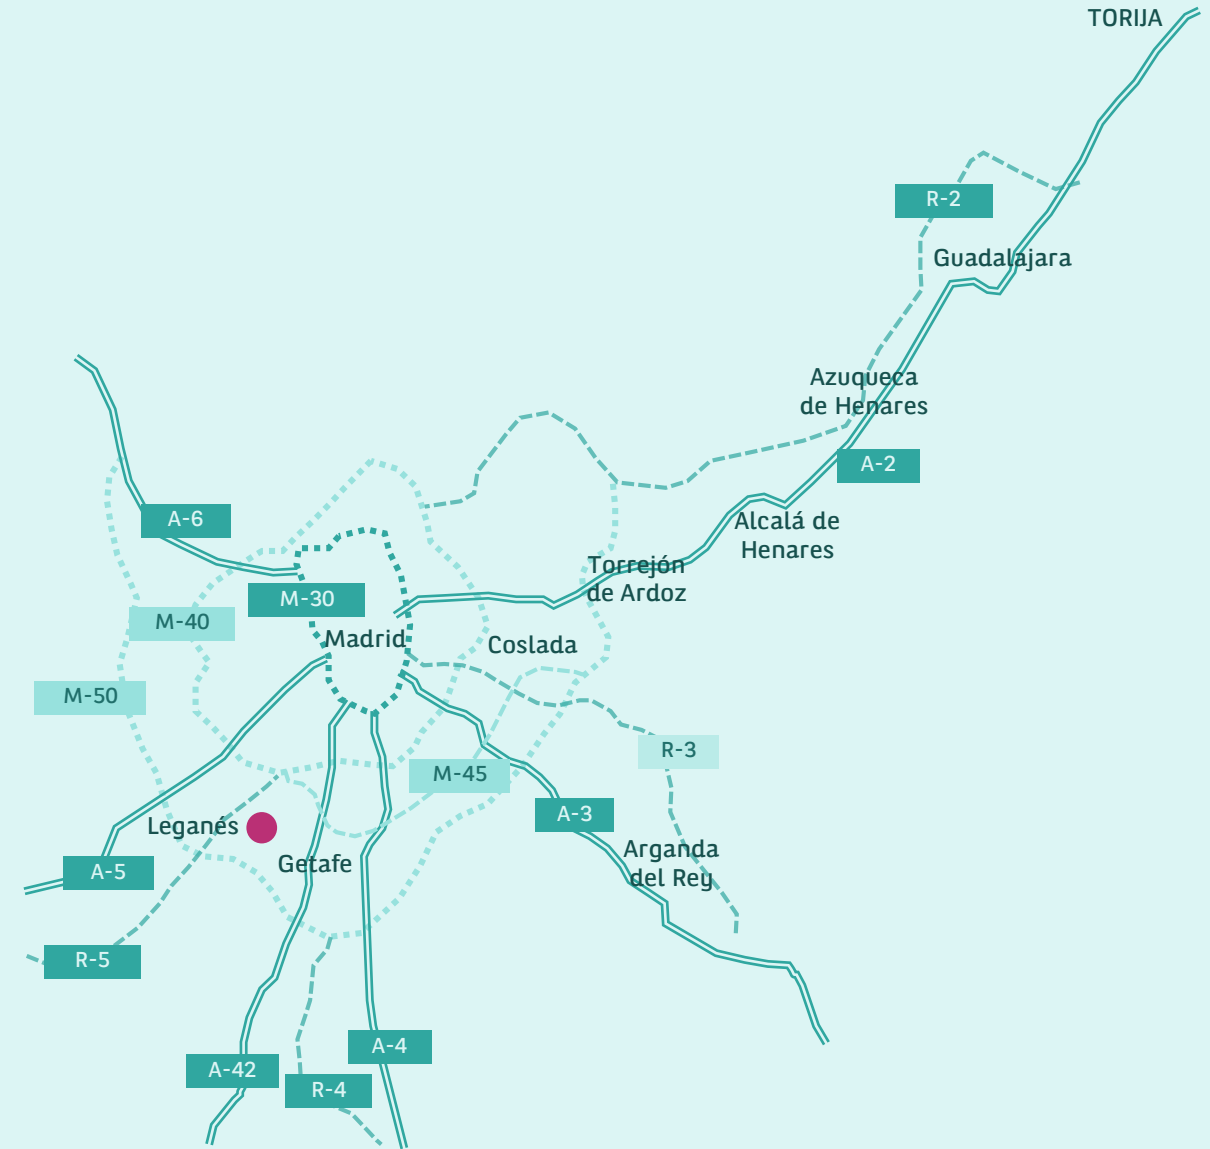 TORIJA
R-2
Guadalajara
Azuqueca
de Henares
A-2
A-6
Alcalá de
Henares
Torrejón
de Ardoz
M-30
M-40
Madrid
Coslada
M-50
R-3
M-45
A-3
Leganés
Getafe
Arganda
del Rey
A-5
R-5
A-4
A-42
R-4